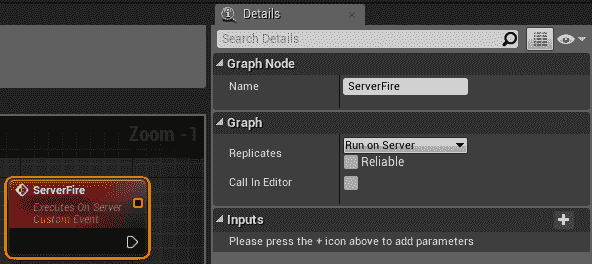 Details
Search Details
Graph Node
Name
ServerFire
Graph
Zoom -1
Replicates
Run on Server
Reliable
ServerFire
Executes On Server
Custom Event
Call In Editor
Inputs
Please press the + icon above to add parameters